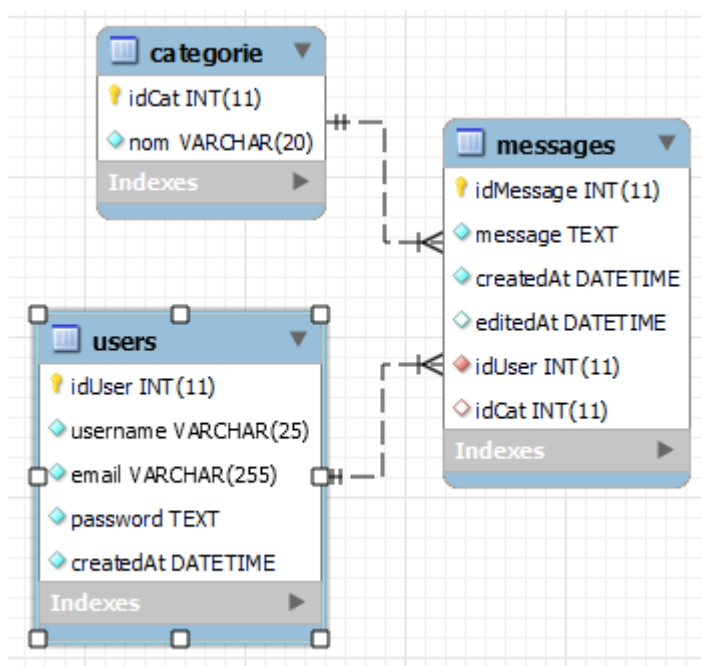 categorie
idCat INT(11)
nom VARCHAR(20)
Indexes
messages
idMessage INT(11)
message TEXT
createdAt DATETIME
editedAt DATETIME
idUser INT(11)
idCat INT(11)
Indexes
users
idUser INT(11)
username VARCHAR(25)
email VARCHAR(255)
password TEXT
createdAt DATETIME
Indexes